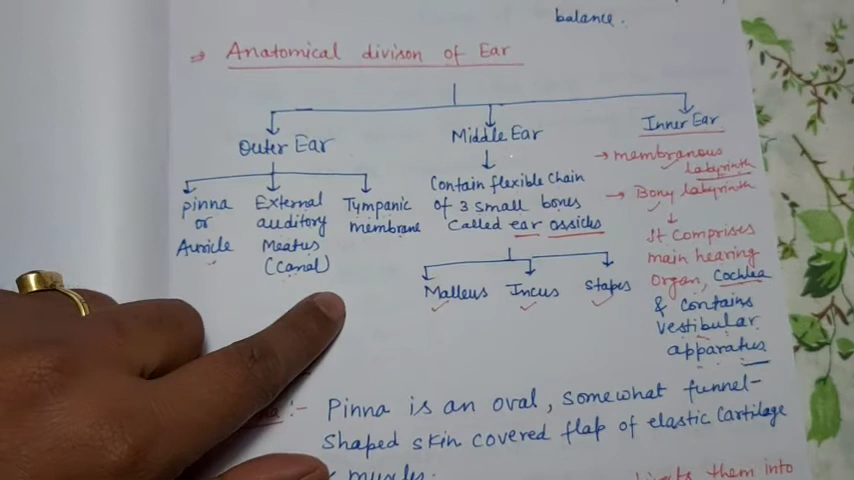 balance.
⇒ Anatomical divison of Ear
Outer Ear
Middle Ear
Inner Ear
Pinna
or
Auricle
External
auditory
Meatus
(Canal)
Tympanic
membrane
Contain flexible Chain
of 3 small bones
Called ear ossicles
Malleus
Incus
Stapes
→ membranous
labyrinth
→ Bony labyrinth
↓
It Comprises
main hearing
Organ, Cochlea
& Contains
vestibular
apparatus
:- Pinna is an oval, somewhat funnel-
shaped skin covered flap of elastic Cartilage
muscles.
them into